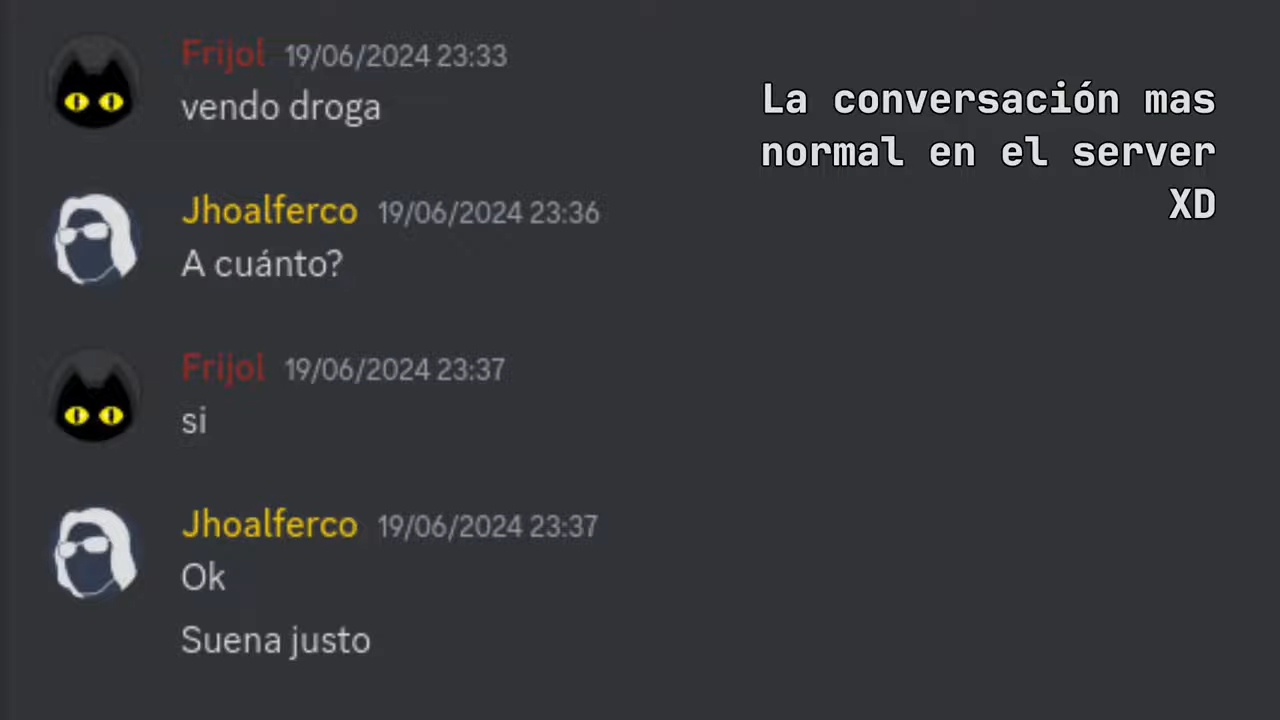 Frijol 19/06/2024 23:33
vendo droga
La conversación mas
normal en el server
XD
Jhoalferco 19/06/2024 23:36
A cuánto?
Frijol 19/06/2024 23:37
si
Jhoalferco 19/06/2024 23:37
Ok
Suena justo